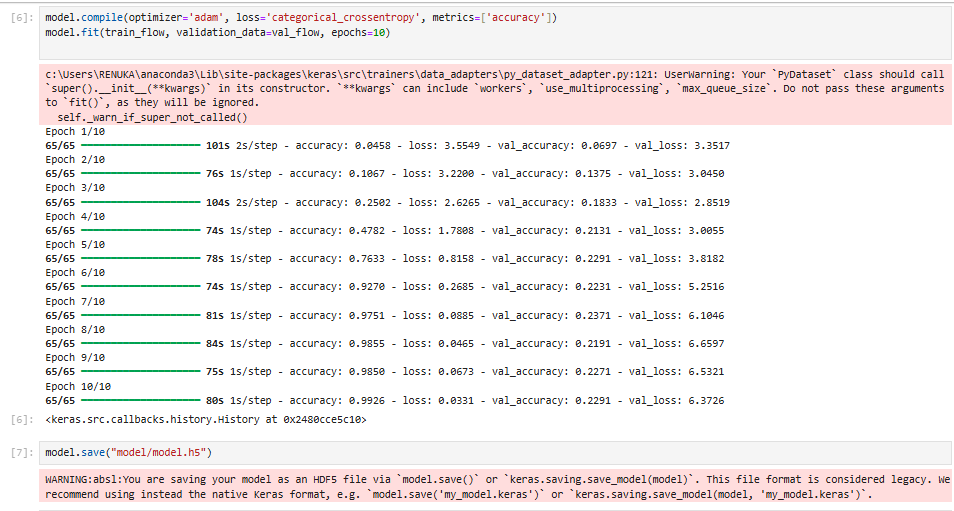 [6]: model.compile(optimizer='adam', loss='categorical_crossentropy', metrics=['accuracy'])
model.fit(train_flow, validation_data=val_flow, epochs=10)
c:\Users\RENUKA\anaconda3\Lib\site-packages\keras\src\trainers\data_adapters\py_dataset_adapter.py:121: UserWarning: Your `PyDataset` class should call
`super().__init__(**kwargs)` in its constructor. `**kwargs` can include `workers`, `use_multiprocessing`, `max_queue_size`. Do not pass these arguments
to `fit()`, as they will be ignored.
self._warn_if_super_not_called()
Epoch 1/10
65/65 101s 2s/step - accuracy: 0.0458 - loss: 3.5549 - val_accuracy: 0.0697 - val_loss: 3.3517
Epoch 2/10
65/65 76s 1s/step - accuracy: 0.1067 - loss: 3.2200 - val_accuracy: 0.1375 - val_loss: 3.0450
Epoch 3/10
65/65 104s 2s/step - accuracy: 0.2502 - loss: 2.6265 - val_accuracy: 0.1833 - val_loss: 2.8519
Epoch 4/10
65/65 74s 1s/step - accuracy: 0.4782 - loss: 1.7808 - val_accuracy: 0.2131 - val_loss: 3.0055
Epoch 5/10
65/65 78s 1s/step - accuracy: 0.7633 - loss: 0.8158 - val_accuracy: 0.2291 - val_loss: 3.8182
Epoch 6/10
65/65 74s 1s/step - accuracy: 0.9270 - loss: 0.2685 - val_accuracy: 0.2231 - val_loss: 5.2516
Epoch 7/10
65/65 81s 1s/step - accuracy: 0.9751 - loss: 0.0885 - val_accuracy: 0.2371 - val_loss: 6.1046
Epoch 8/10
65/65 84s 1s/step - accuracy: 0.9855 - loss: 0.0465 - val_accuracy: 0.2191 - val_loss: 6.6597
Epoch 9/10
65/65 75s 1s/step - accuracy: 0.9850 - loss: 0.0673 - val_accuracy: 0.2271 - val_loss: 6.5321
Epoch 10/10
65/65 80s 1s/step - accuracy: 0.9926 - loss: 0.0331 - val_accuracy: 0.2291 - val_loss: 6.3726
[6]: <keras.src.callbacks.history.History at 0x2480cce5c10>
[7]: model.save("model/model.h5")
WARNING:absl:You are saving your model as an HDF5 file via `model.save()` or `keras.saving.save_model(model)`. This file format is considered legacy. We
recommend using instead the native Keras format, e.g. `model.save('my_model.keras')` or `keras.saving.save_model(model, 'my_model.keras')`.